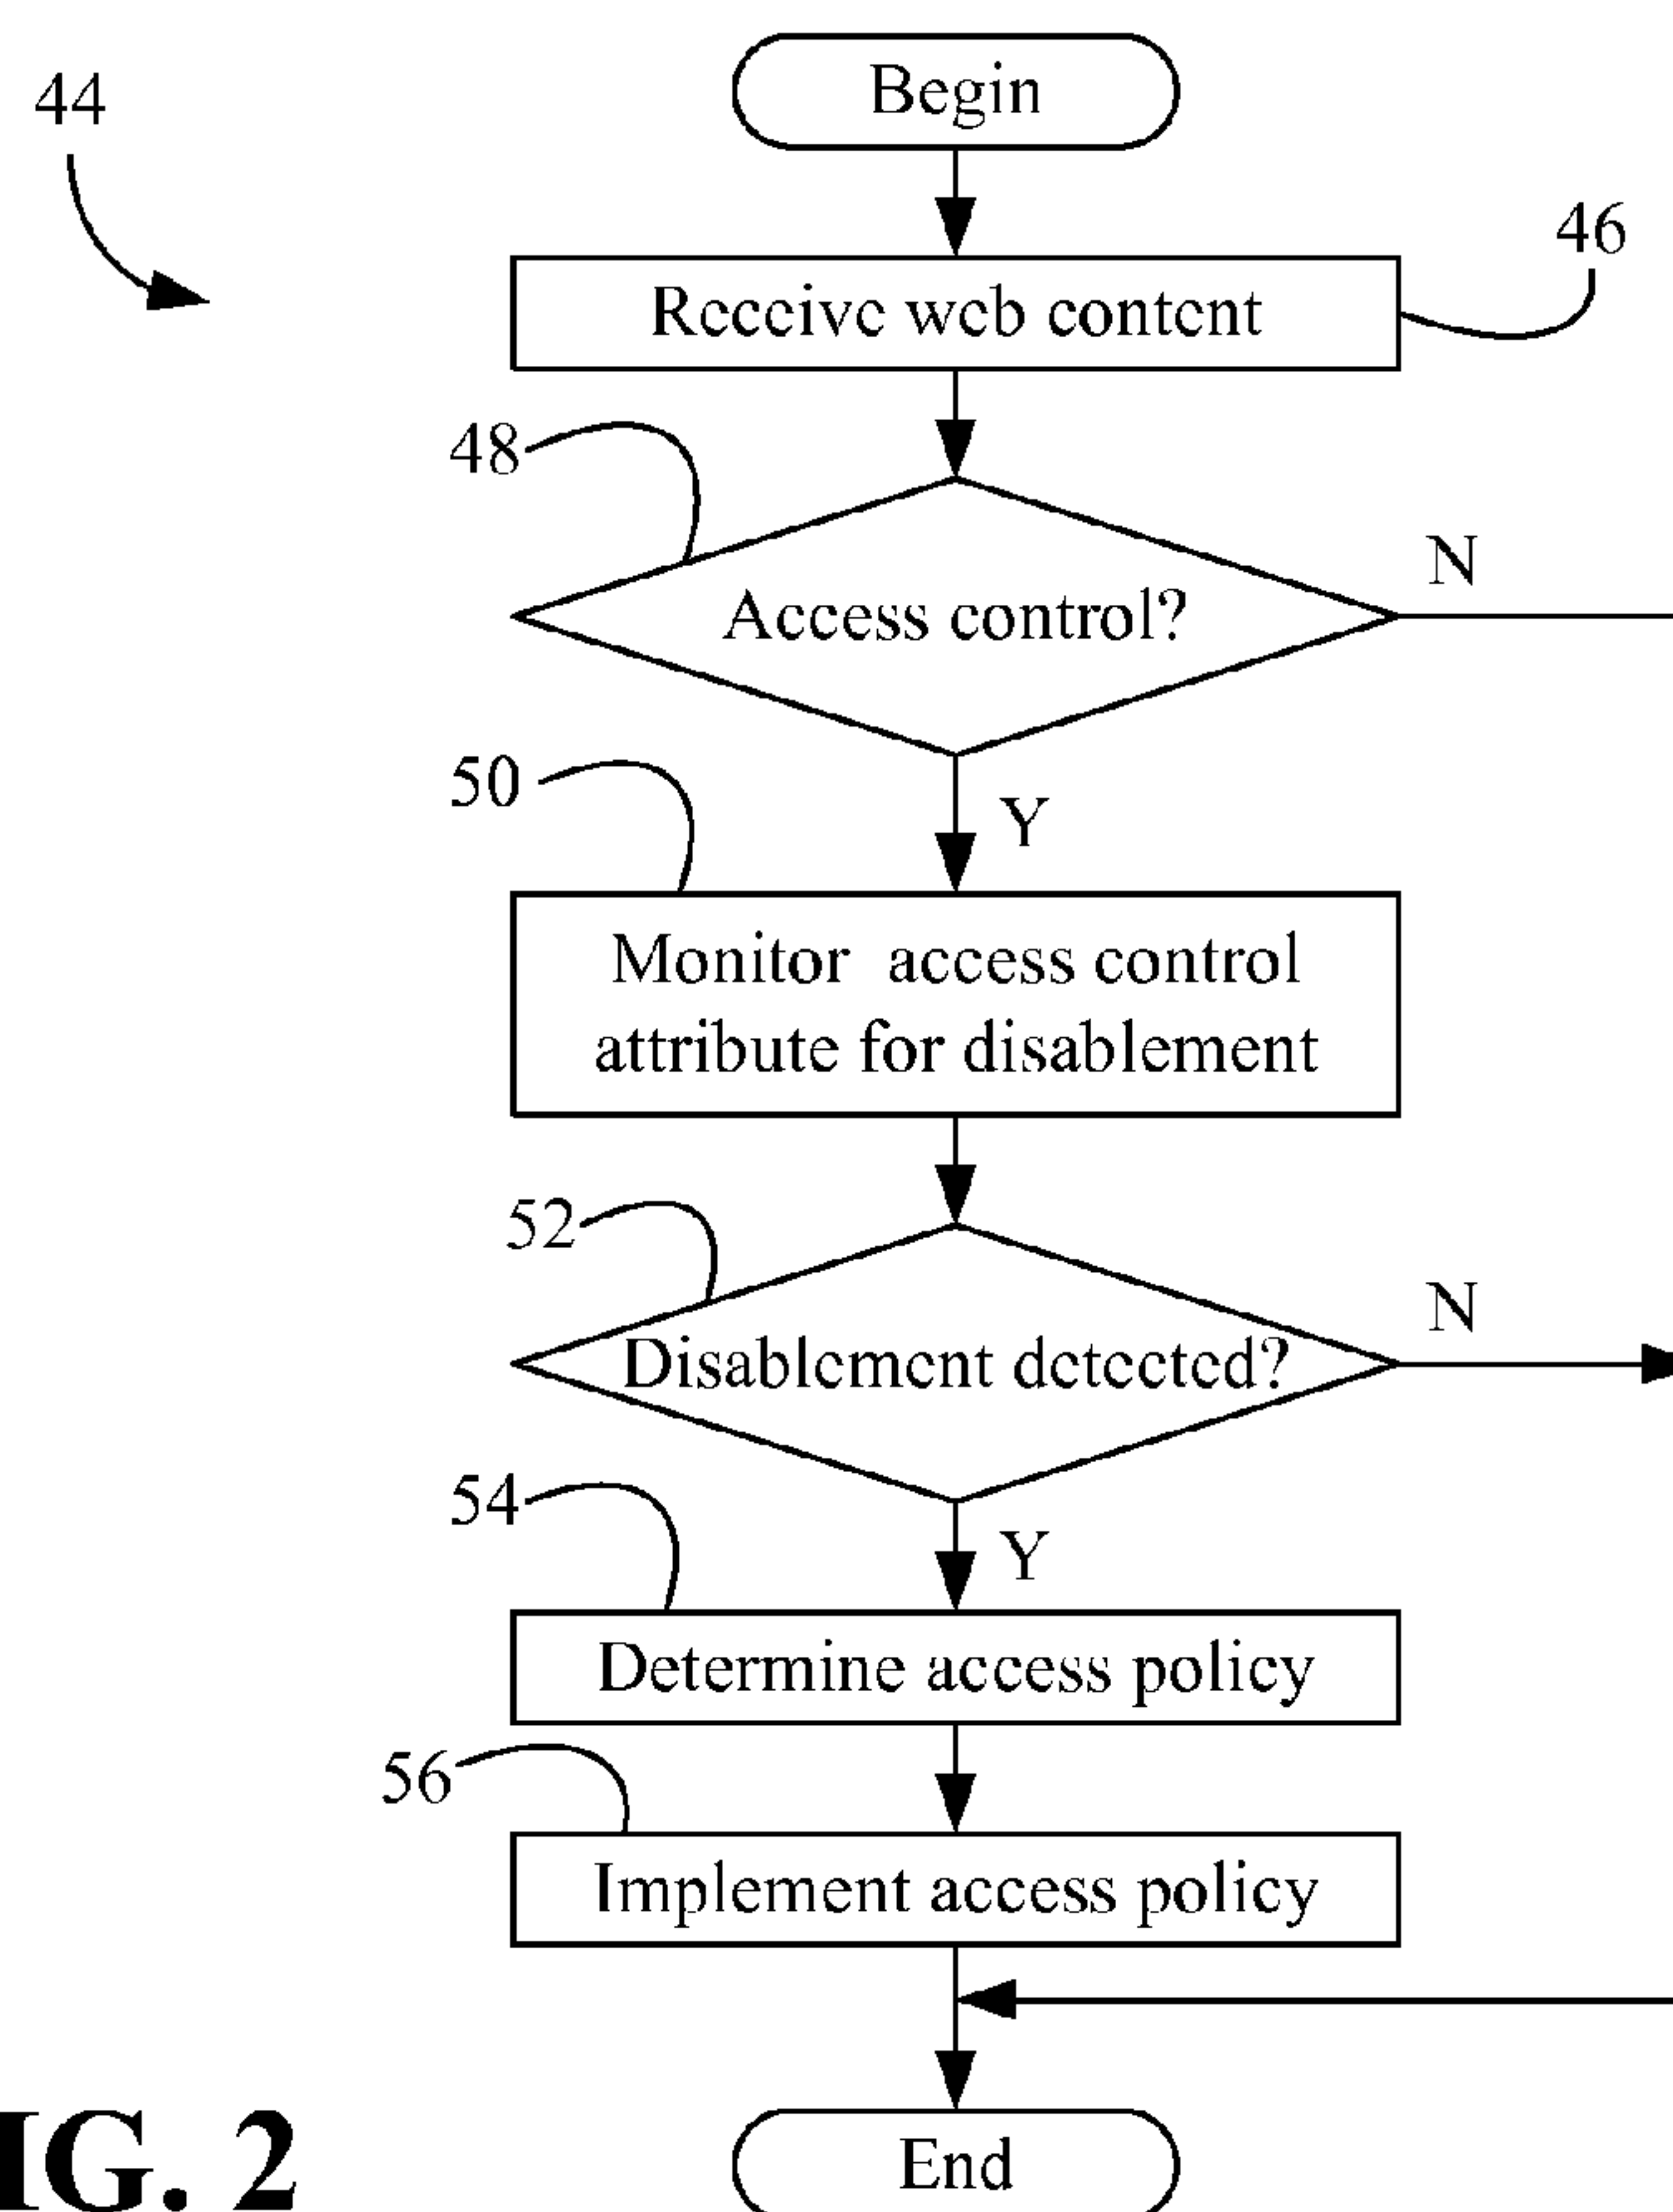 Begin
44
46
Receive web content
48
N
Access control?
50
Y
Monitor access control
attribute for disablement
52
N
Disablement detected?
54
Y
Determine access policy
56
Implement access policy
End
IG. 2